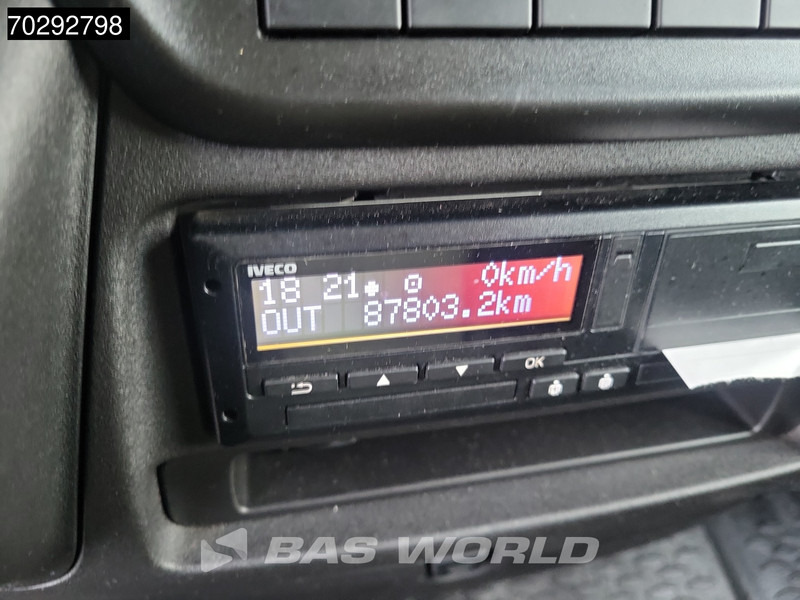 70292798
IVECO
18 21 0km/h
OUT 87803.2km
OK
BAS WORLD